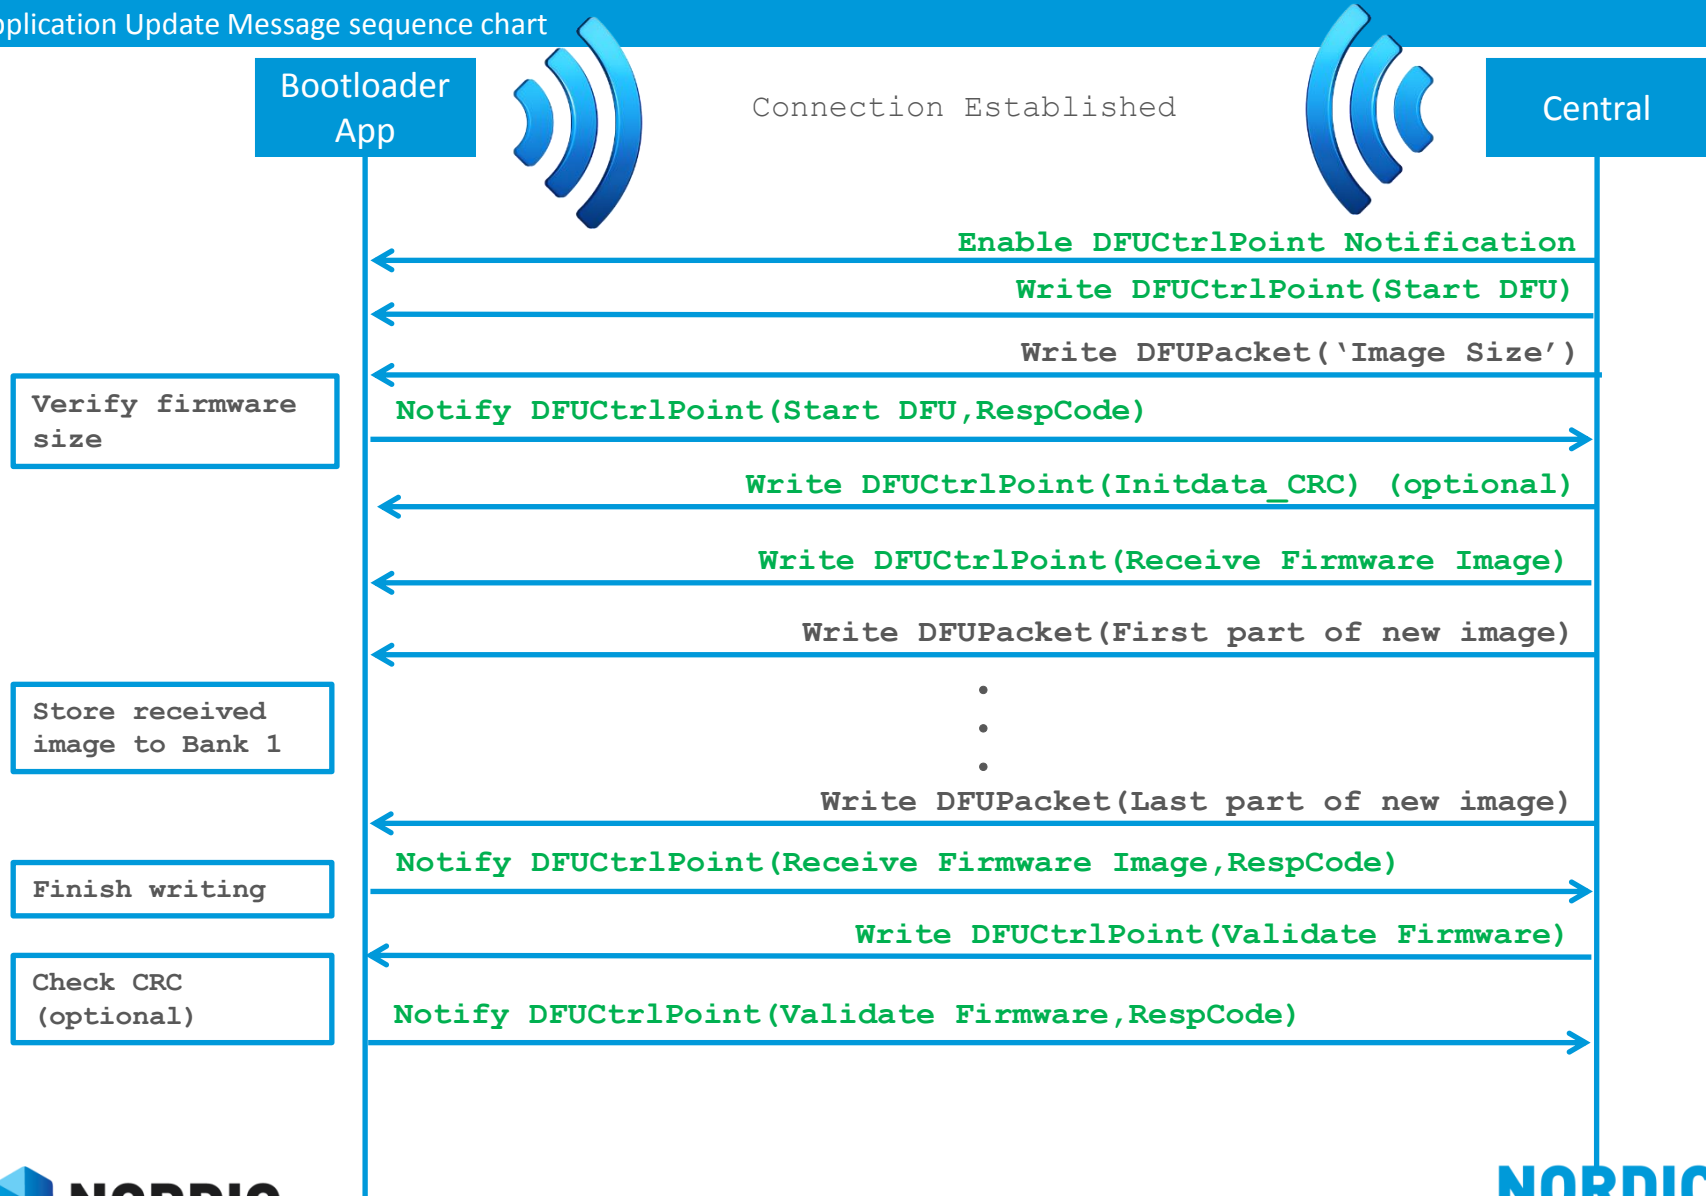 pplication Update Message sequence chart
Bootloader
App
Connection Established
Central
Enable DFUCtrlPoint Notification
Write DFUCtrlPoint(Start DFU)
Write DFUPacket(‘Image Size’)
Verify firmware
size
Notify DFUCtrlPoint(Start DFU,RespCode)
Write DFUCtrlPoint(Initdata_CRC) (optional)
Write DFUCtrlPoint(Receive Firmware Image)
Write DFUPacket(First part of new image)
Store received
image to Bank 1
Write DFUPacket(Last part of new image)
Notify DFUCtrlPoint(Receive Firmware Image,RespCode)
Finish writing
Write DFUCtrlPoint(Validate Firmware)
Check CRC
(optional)
Notify DFUCtrlPoint(Validate Firmware,RespCode)
NORDIC
NORDIC